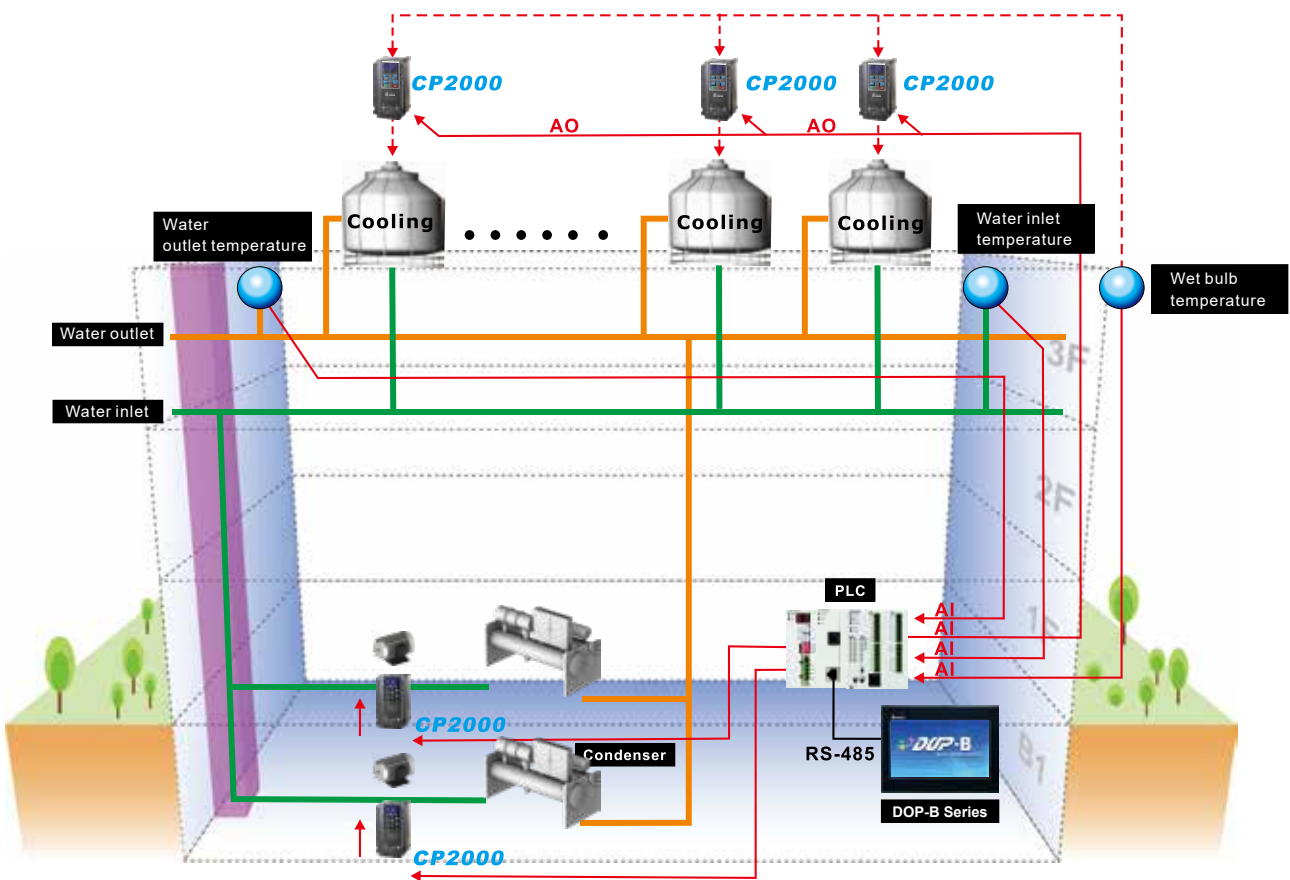 CP2000
CP2000
CP2000
AO
AO
Cooling
Cooling
Cooling
Water
outlet temperature
Water inlet
temperature
Wet bulb
temperature
Water outlet
3F
Water inlet
2F
PLC
AI
AI
AI
AI
CP2000
RS-485
DOP-B
Condenser
B1
DOP-B Series
CP2000